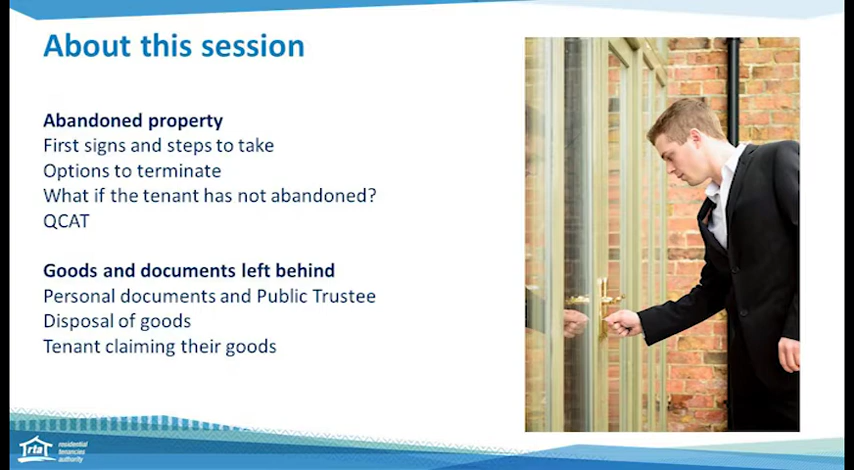 About this session
Abandoned property
First signs and steps to take
Options to terminate
What if the tenant has not abandoned?
QCAT
Goods and documents left behind
Personal documents and Public Trustee
Disposal of goods
Tenant claiming their goods
rta
residential
tenancies
authority